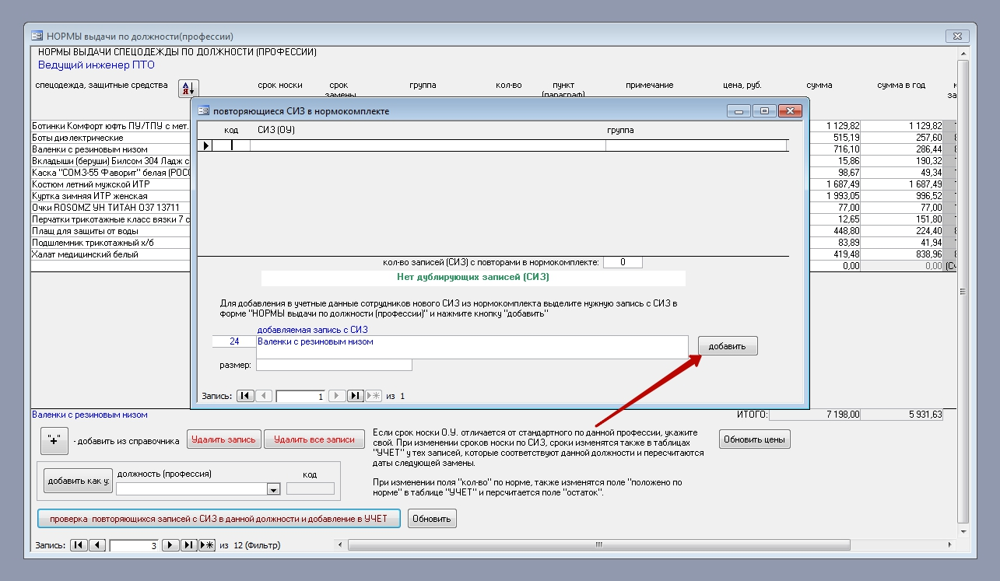 НОРМЫ выдачи по должности(профессии)
НОРМЫ ВЫДАЧИ СПЕЦОДЕЖДЫ ПО ДОЛЖНОСТИ (ПРОФЕССИИ)
Ведущий инженер ПТО
спецодежда, защитные средства А Я срок носки срок замены группа кол-во пункт (параграф) примечание цена, руб. сумма сумма в год
повторяющиеся СИЗ в нормокомплекте
код СИЗ (ОУ) группа
Ботинки Комфорт юфть ПУ/ТПУ с мет. 1 129,82 1 129,82
Боты диэлектрические 515,19 257,60
Валенки с резиновым низом 716,10 286,44
Вкладыши (беруши) Билсом 304 Ладж с 15,86 190,32
Каска "СОМЗ-55 Фаворит" белая (РОСС 98,67 49,34
Костюм летний мужской ИТР 1 687,49 1 687,49
Куртка зимняя ИТР женская 1 993,05 996,52
Очки ROSOMZ УН ТИТАН О37 13711 77,00 77,00
Перчатки трикотажные класс вязки 7 с 12,65 151,80
Плащ для защиты от воды 448,80 224,40
Подшлемник трикотажный х/б 83,89 41,94
Халат медицинский белый 419,48 838,96
0,00 0,00 (Сч
кол-во записей (СИЗ) с повторами в нормокомплекте: 0
Нет дублирующих записей (СИЗ)
Для добавления в учетные данные сотрудников нового СИЗ из нормокомплекта выделите нужную запись с СИЗ в
форме "НОРМЫ выдачи по должности (профессии)" и нажмите кнопку "добавить"
добавляемая запись с СИЗ
24 Валенки с резиновым низом добавить
размер:
Запись: 1 из 1
Валенки с резиновым низом ИТОГО: 7 198,00 5 931,63
"+" - добавить из справочника Удалить запись Удалить все записи Обновить цены
Если срок носки О.У. отличается от стандартного по данной профессии, укажите
свой. При изменении сроков носки по СИЗ, сроки изменятся также в таблицах
"УЧЕТ" у тех записей, которые соответствуют данной должности и пересчитаются
даты следующей замены.
добавить как у: должность (профессия) код
При изменении поля "кол-во" по норме, также изменятся поле "положено по
норме" в таблице "УЧЕТ" и персчитается поле "остаток".
проверка повторяющихся записей с СИЗ в данной должности и добавление в УЧЕТ Обновить
Запись: 3 из 12 (Фильтр)